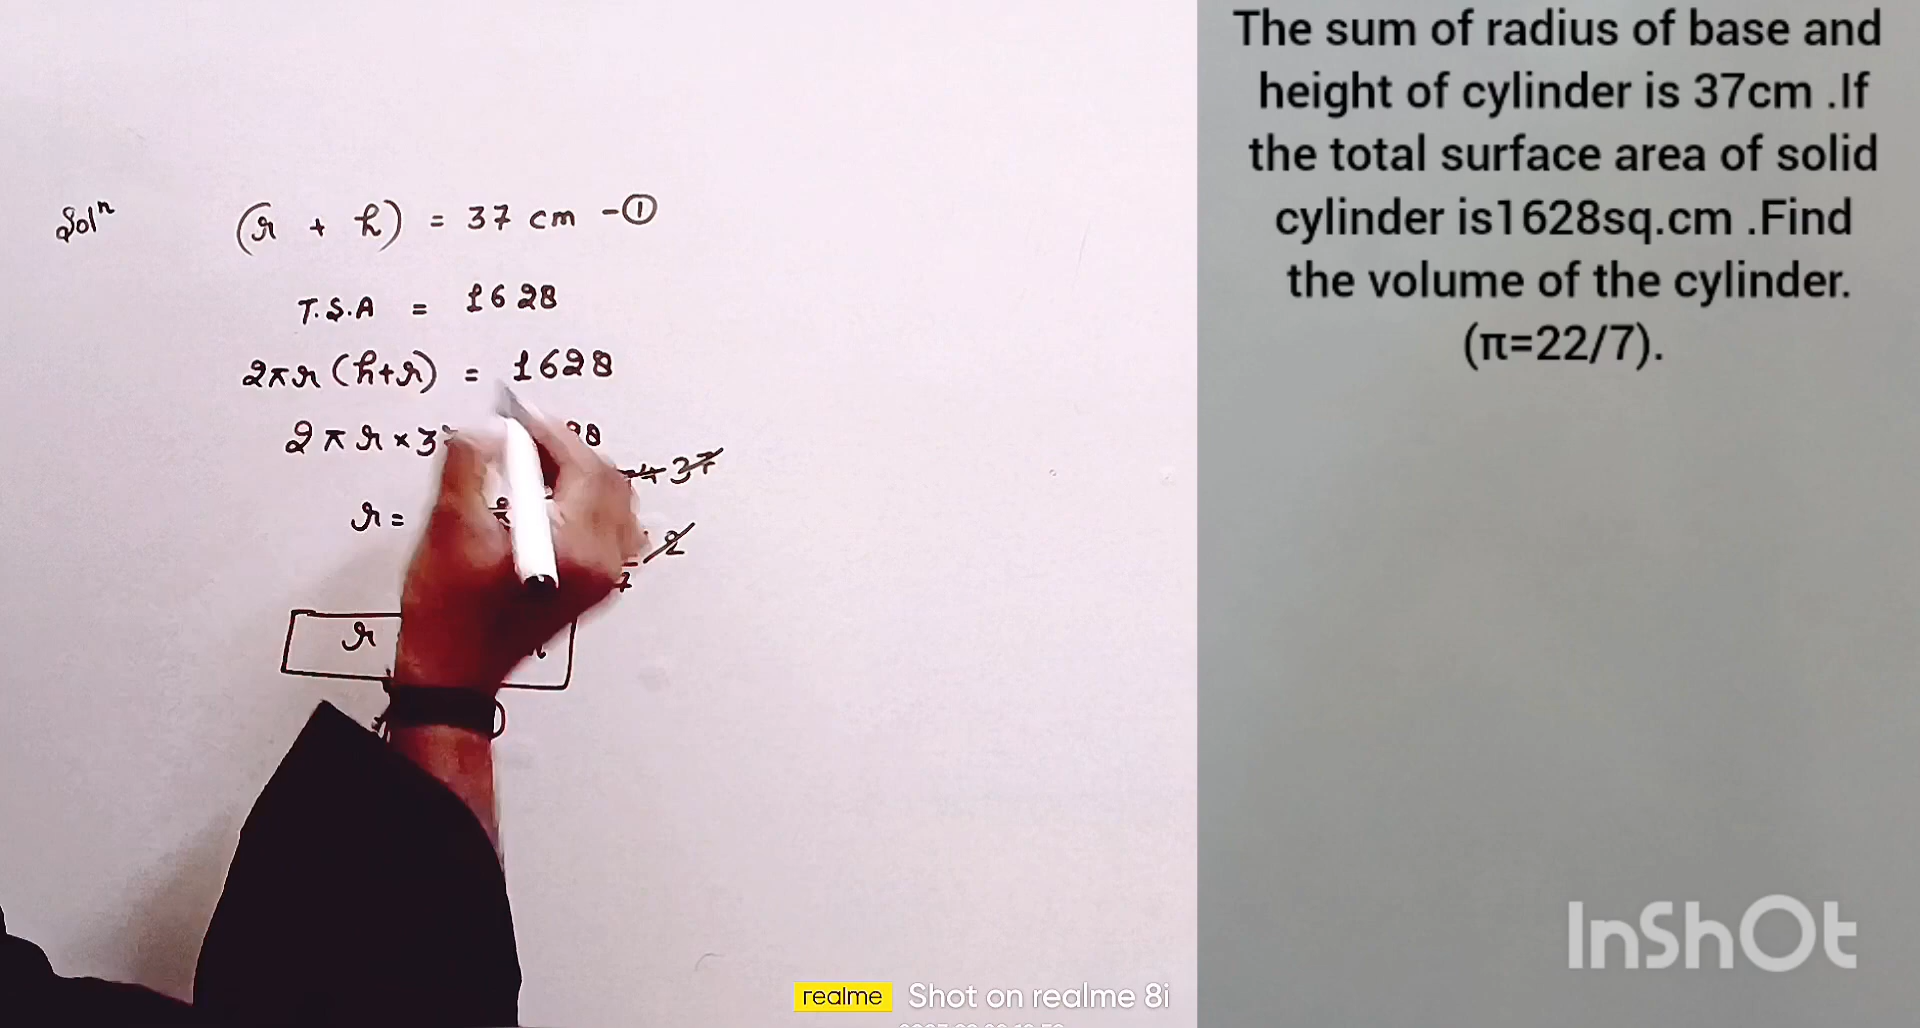 Solⁿ (r + h) = 37 cm - ①
T.S.A = 1628
2πr (h+r) = 1628
2 π r × 3
r =
r
The sum of radius of base and
height of cylinder is 37cm .If
the total surface area of solid
cylinder is1628sq.cm .Find
the volume of the cylinder.
(π=22/7).
InShOt
realme Shot on realme 8i